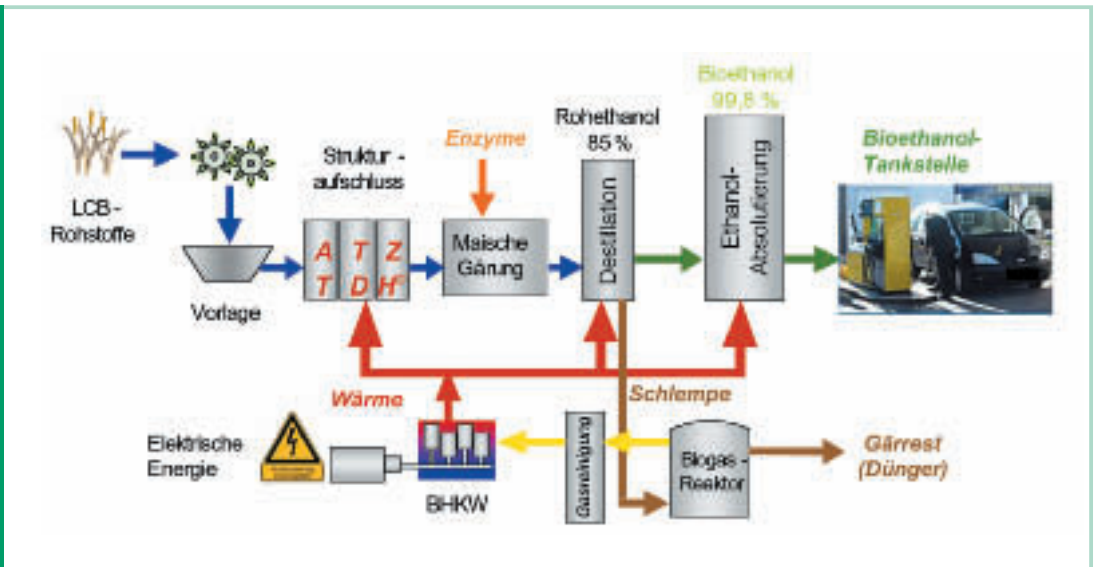 LCB-
Rohstoffe
Vorlage
Struktur -
aufschluss
A T Z
T D H
Enzyme
Maische
Gärung
Rohethanol
85 %
Destillation
Bioethanol
99,8 %
Ethanol-
Absolutierung
Bioethanol-
Tankstelle
Wärme
Schlempe
Elektrische
Energie
BHKW
Gasreinigung
Biogas -
Reaktor
Gärrest
(Dünger)